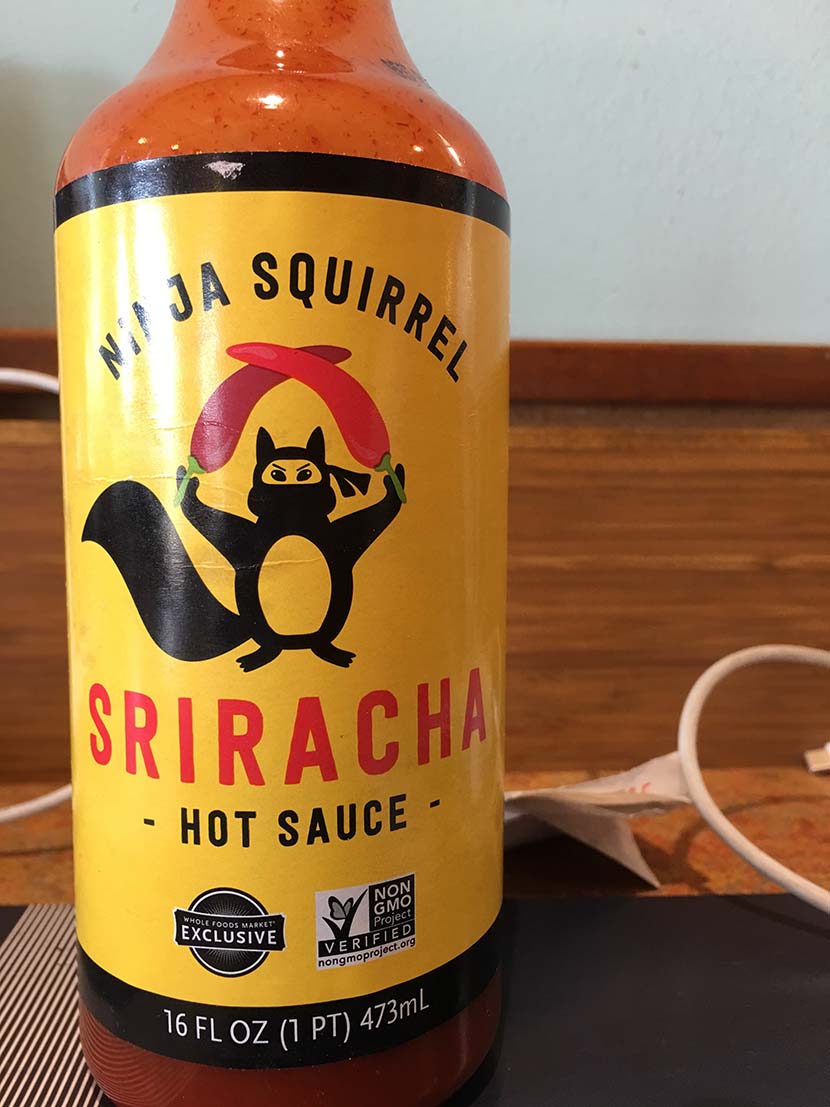 NINJA SQUIRREL
SRIRACHA
- HOT SAUCE -
WHOLE FOODS MARKET
EXCLUSIVE
NON
GMO
Project
VERIFIED
nongmoproject.org
16 FL OZ (1 PT) 473mL